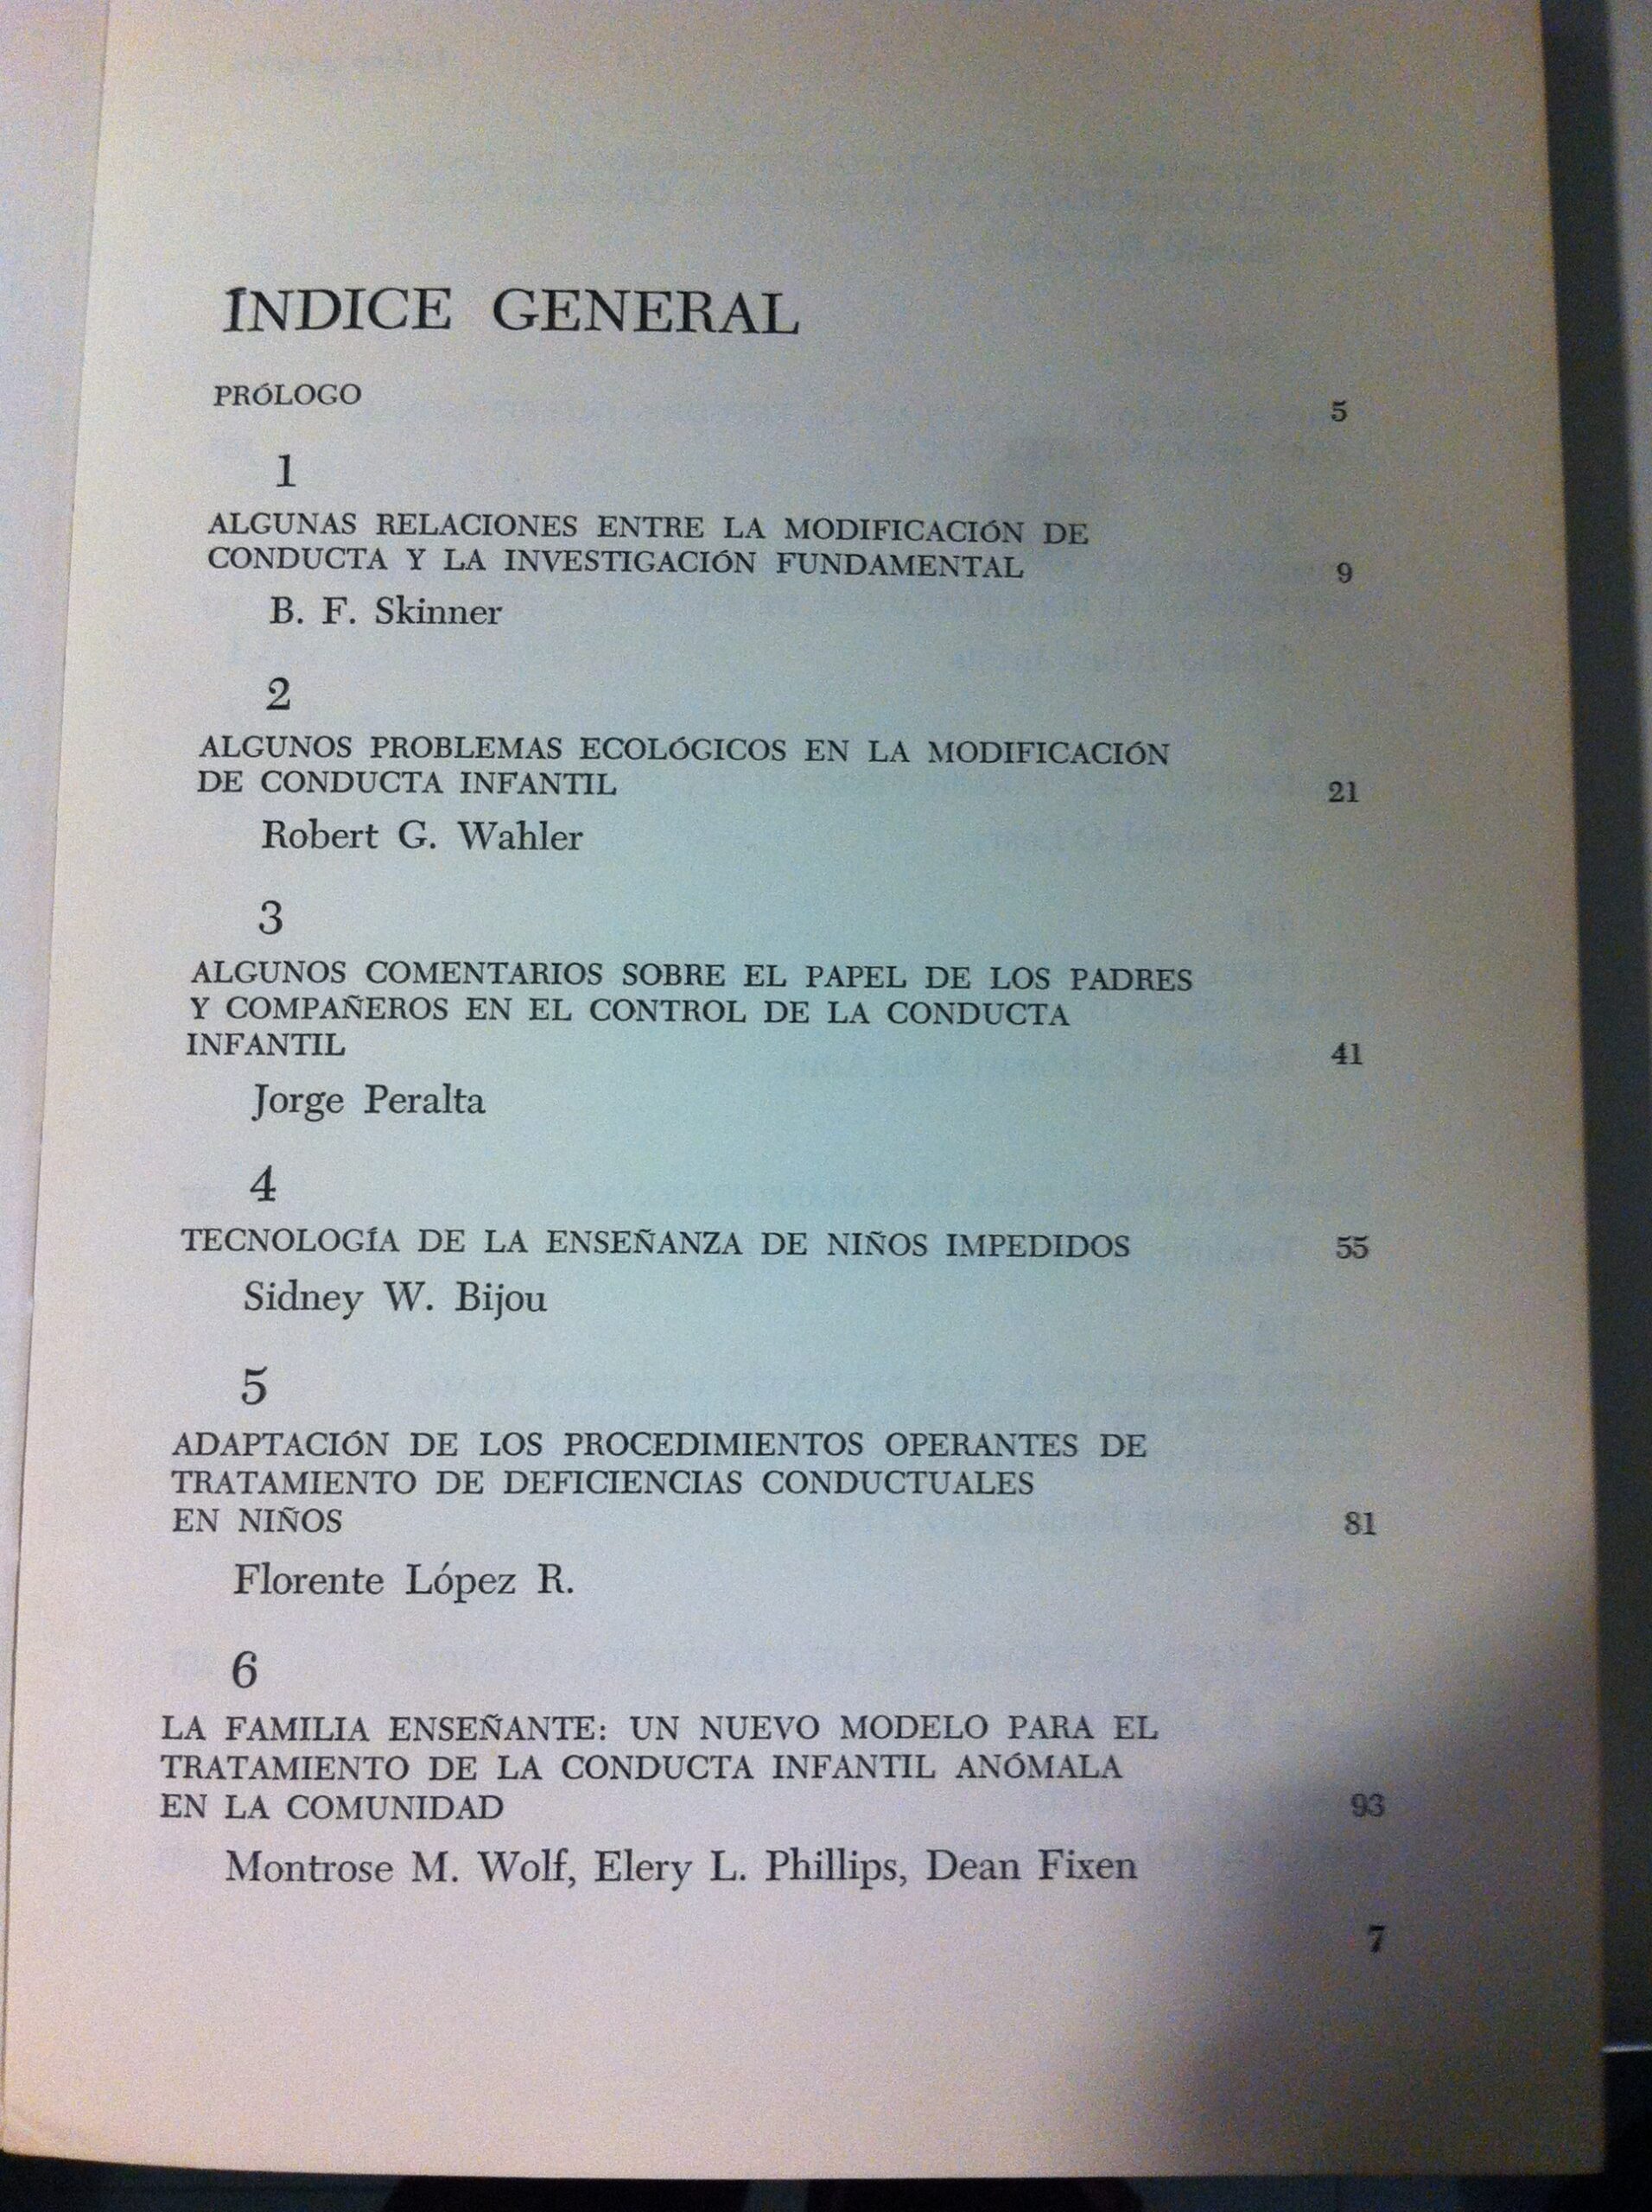 ÍNDICE GENERAL
PRÓLOGO 5
1
ALGUNAS RELACIONES ENTRE LA MODIFICACIÓN DE
CONDUCTA Y LA INVESTIGACIÓN FUNDAMENTAL 9
B. F. Skinner
2
ALGUNOS PROBLEMAS ECOLÓGICOS EN LA MODIFICACIÓN
DE CONDUCTA INFANTIL 21
Robert G. Wahler
3
ALGUNOS COMENTARIOS SOBRE EL PAPEL DE LOS PADRES
Y COMPAÑEROS EN EL CONTROL DE LA CONDUCTA
INFANTIL 41
Jorge Peralta
4
TECNOLOGÍA DE LA ENSEÑANZA DE NIÑOS IMPEDIDOS 55
Sidney W. Bijou
5
ADAPTACIÓN DE LOS PROCEDIMIENTOS OPERANTES DE
TRATAMIENTO DE DEFICIENCIAS CONDUCTUALES
EN NIÑOS 81
Florente López R.
6
LA FAMILIA ENSEÑANTE: UN NUEVO MODELO PARA EL
TRATAMIENTO DE LA CONDUCTA INFANTIL ANÓMALA
EN LA COMUNIDAD 93
Montrose M. Wolf, Elery L. Phillips, Dean Fixen
7